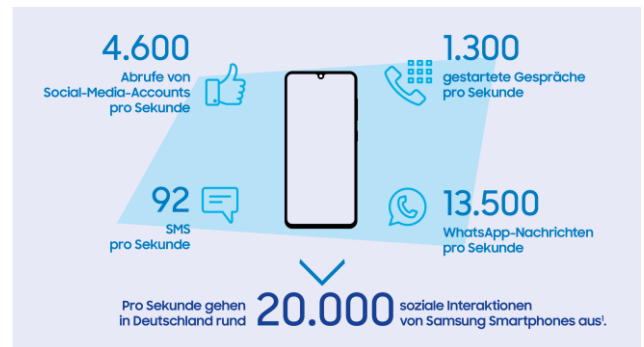 4.600
Abrufe von
Social-Media-Accounts
pro Sekunde
1.300
gestartete Gespräche
pro Sekunde
92
SMS
pro Sekunde
13.500
WhatsApp-Nachrichten
pro Sekunde
Pro Sekunde gehen
in Deutschland rund
20.000
soziale Interaktionen
von Samsung Smartphones aus¹.